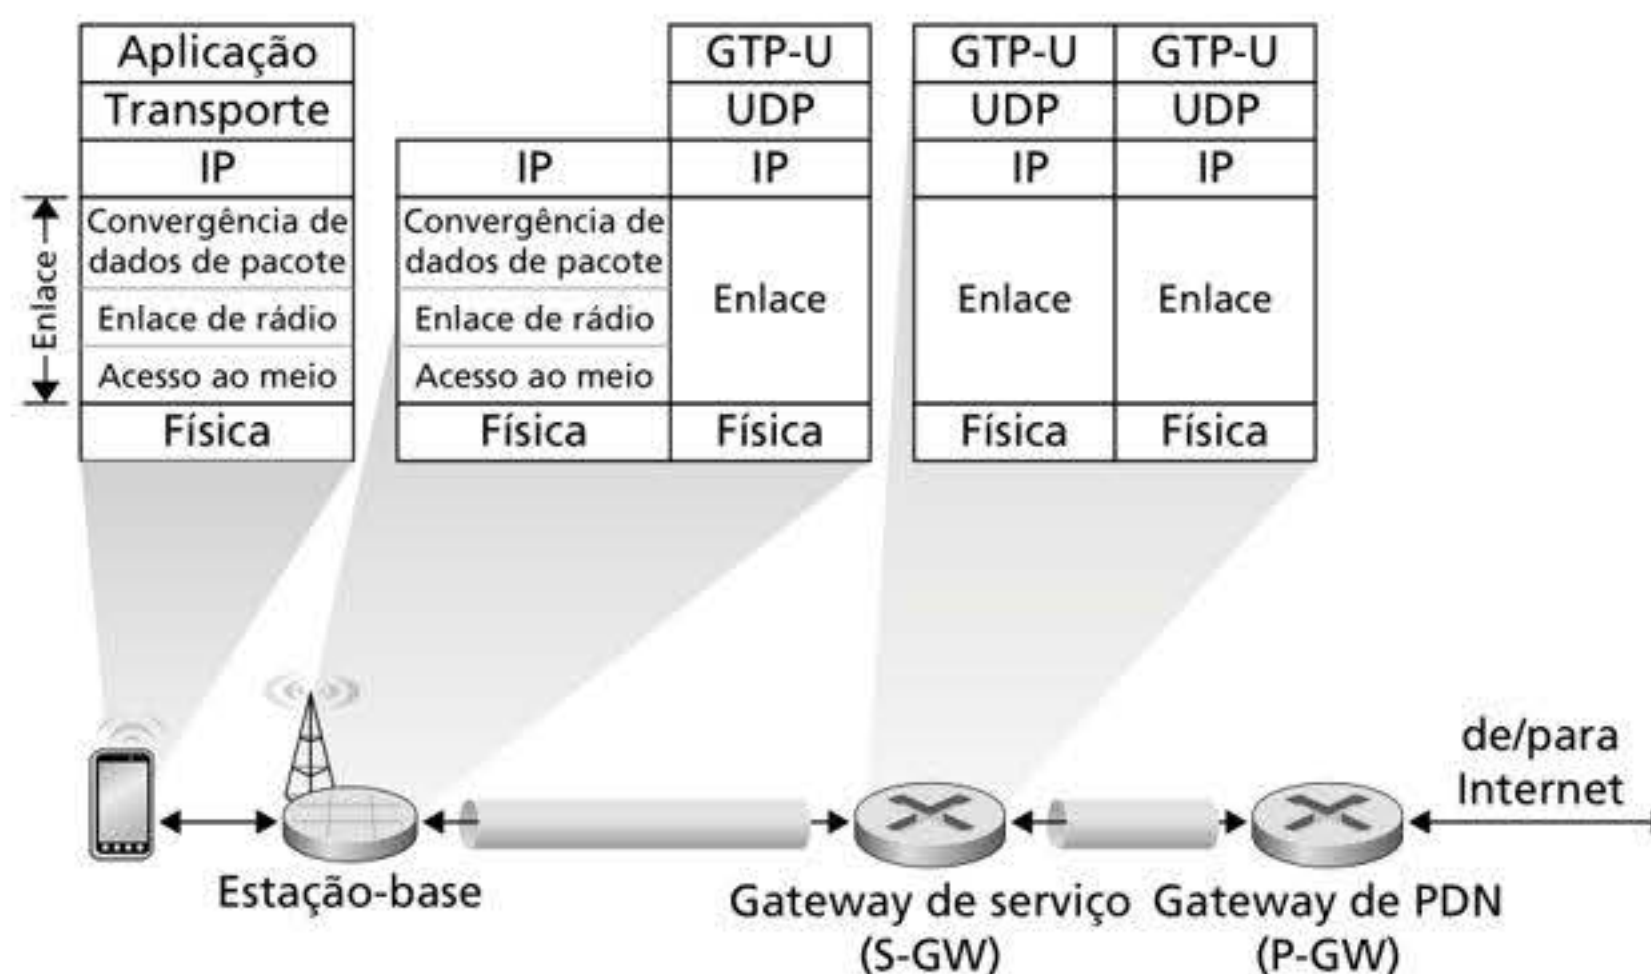 Aplicação
Transporte
IP
Convergência de
dados de pacote
Enlace de rádio
Acesso ao meio
Física
Enlace
IP
Convergência de
dados de pacote
Enlace de rádio
Acesso ao meio
Física
GTP-U
UDP
IP
Enlace
Física
GTP-U
UDP
IP
Enlace
Física
GTP-U
UDP
IP
Enlace
Física
de/para
Internet
Estação-base
Gateway de serviço
(S-GW)
Gateway de PDN
(P-GW)